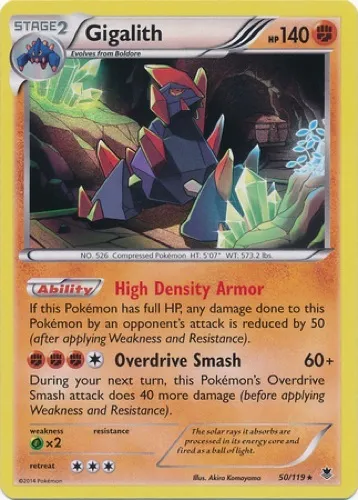 STAGE2
Gigalith
HP 140
Evolves from Boldore
NO. 526 Compressed Pokémon HT: 5'07" WT: 573.2 lbs.
Ability High Density Armor
If this Pokémon has full HP, any damage done to this
Pokémon by an opponent's attack is reduced by 50
(after applying Weakness and Resistance).
Overdrive Smash 60+
During your next turn, this Pokémon's Overdrive
Smash attack does 40 more damage (before applying
Weakness and Resistance).
weakness
resistance
×2
The solar rays it absorbs are
processed in its energy core and
fired as a ball of light.
retreat
Illus. Akira Komayama
50/119
©2014 Pokémon